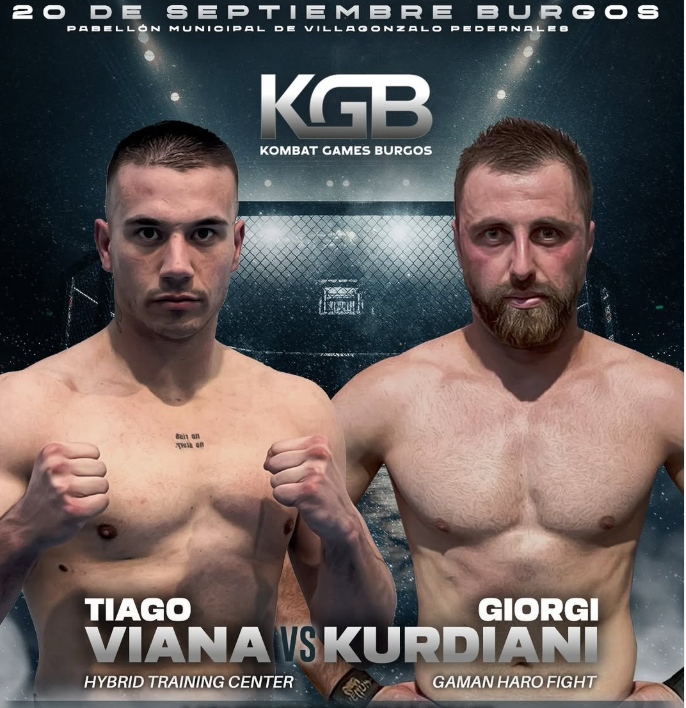 20 DE SEPTIEMBRE BURGOS
PABELLÓN MUNICIPAL DE VILLAGONZALO PEDERNALES
KGB
KOMBAT GAMES BURGOS
TIAGO
VIANA VS KURDIANI
GIORGI
HYBRID TRAINING CENTER
GAMAN HARO FIGHT